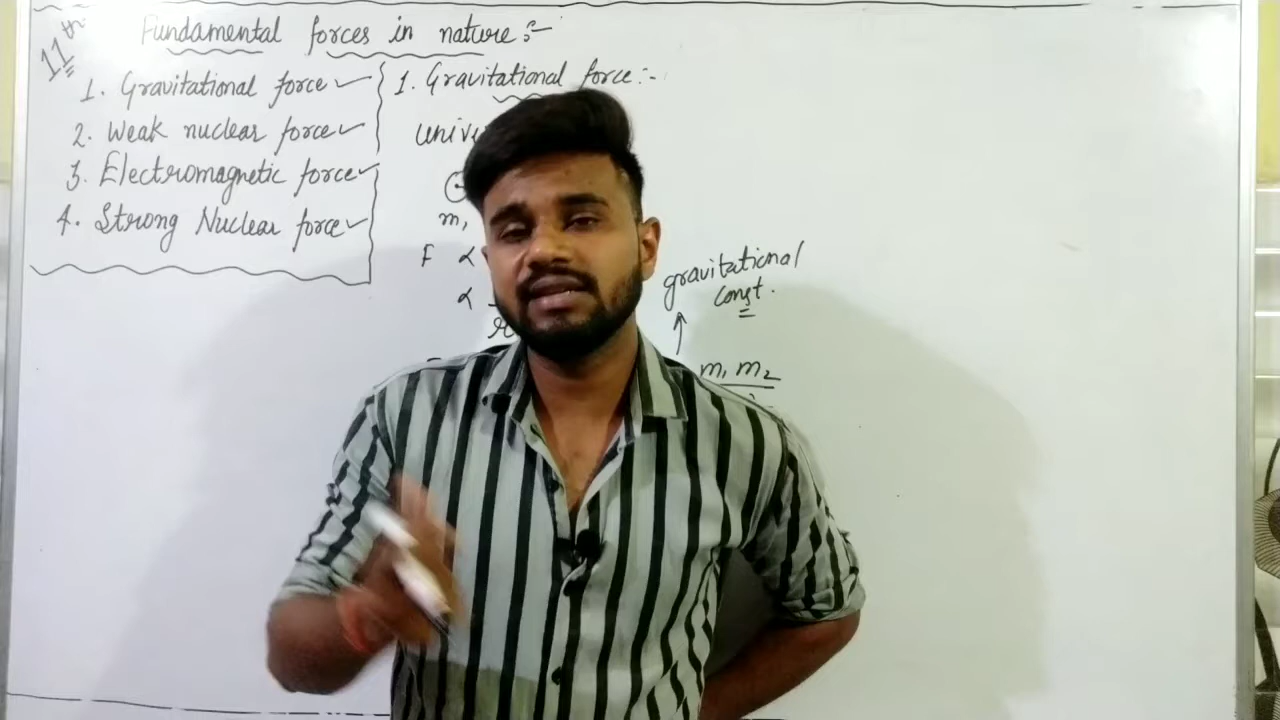 11th
Fundamental forces in nature :-
1. Gravitational force
2. Weak nuclear force
3. Electromagnetic force
4. Strong Nuclear force
1. Gravitational force :-
m,
F ∝
∝
gravitational
const.
m₁ m₂